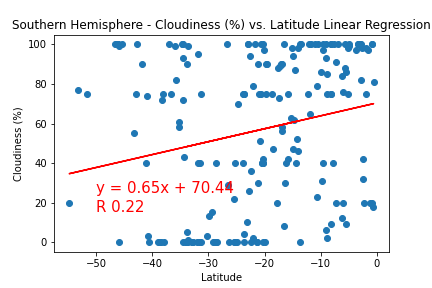 Southern Hemisphere - Cloudiness (%) vs. Latitude Linear Regression
100
80
60
40
20
0
Cloudiness (%)
y = 0.65x + 70.44
R 0.22
−50
−40
−30
−20
−10
0
Latitude